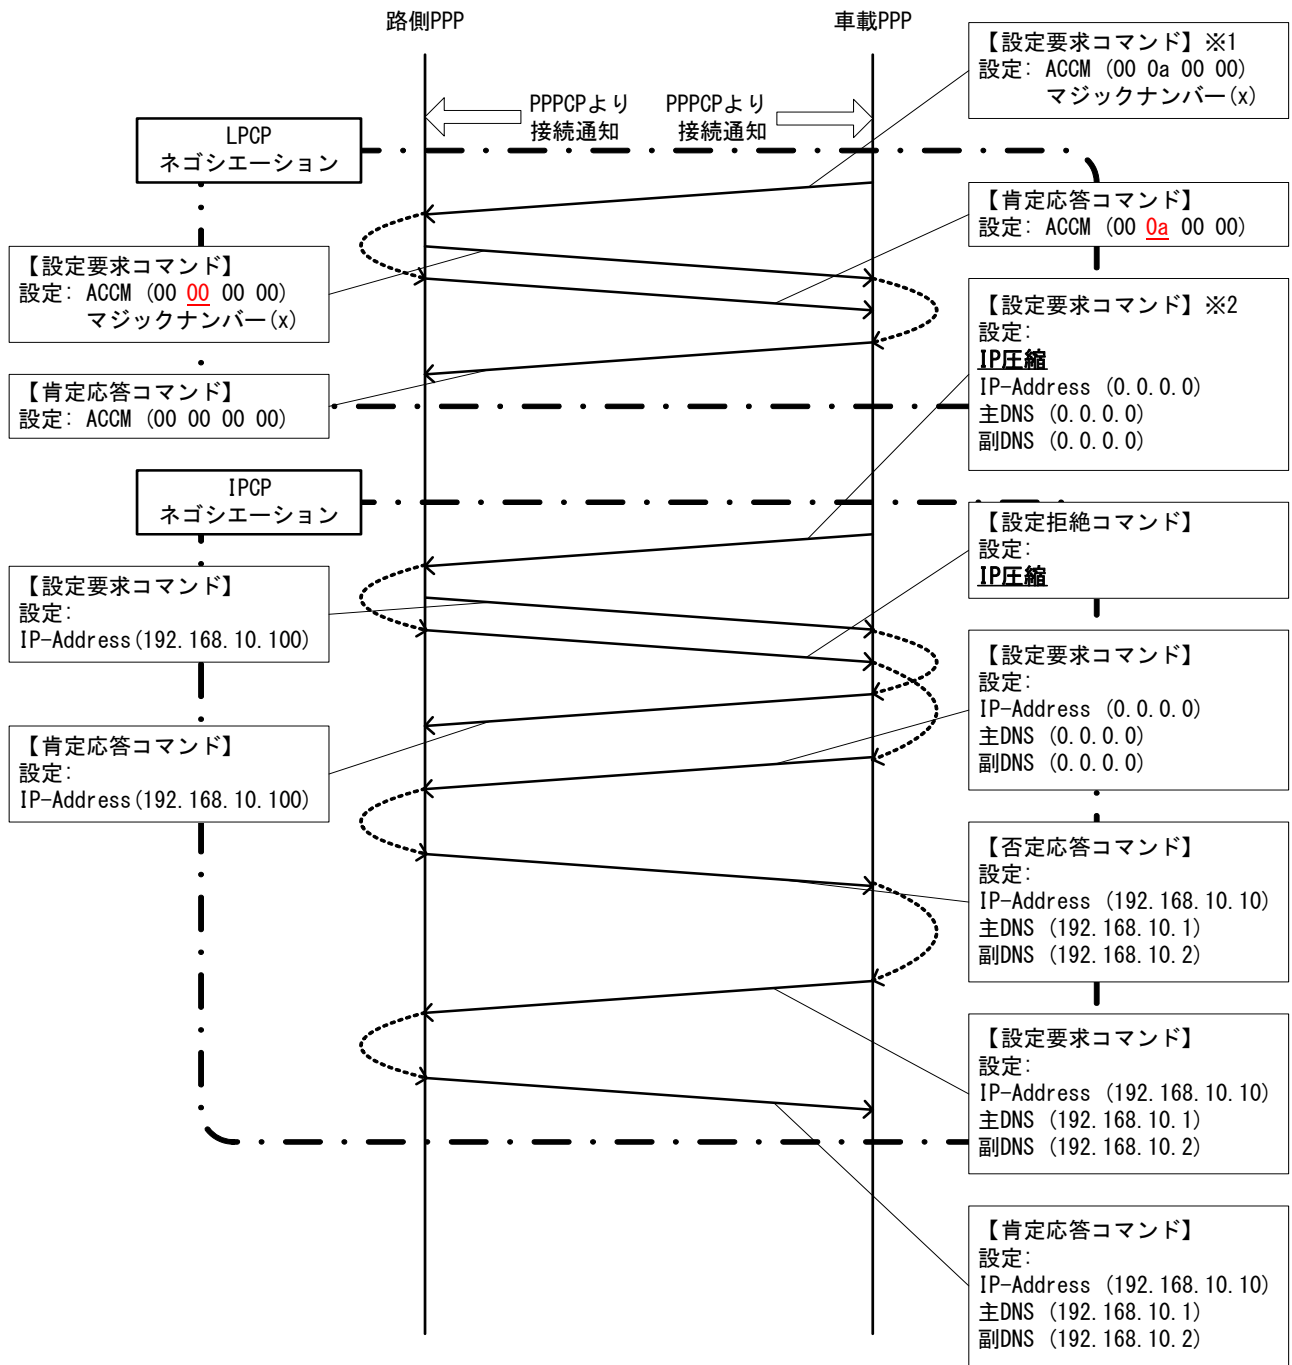 路側PPP
車載PPP
【設定要求コマンド】※1
設定: ACCM (00 0a 00 00)
マジックナンバー(x)
PPPCPより
接続通知
PPPCPより
接続通知
LPCP
ネゴシエーション
【肯定応答コマンド】
設定: ACCM (00 0a 00 00)
【設定要求コマンド】
設定: ACCM (00 00 00 00)
マジックナンバー(x)
【設定要求コマンド】※2
設定:
IP圧縮
IP-Address (0.0.0.0)
主DNS (0.0.0.0)
副DNS (0.0.0.0)
【肯定応答コマンド】
設定: ACCM (00 00 00 00)
IPCP
ネゴシエーション
【設定拒絶コマンド】
設定:
IP圧縮
【設定要求コマンド】
設定:
IP-Address(192.168.10.100)
【設定要求コマンド】
設定:
IP-Address (0.0.0.0)
主DNS (0.0.0.0)
副DNS (0.0.0.0)
【肯定応答コマンド】
設定:
IP-Address(192.168.10.100)
【否定応答コマンド】
設定:
IP-Address (192.168.10.10)
主DNS (192.168.10.1)
副DNS (192.168.10.2)
【設定要求コマンド】
設定:
IP-Address (192.168.10.10)
主DNS (192.168.10.1)
副DNS (192.168.10.2)
【肯定応答コマンド】
設定:
IP-Address (192.168.10.10)
主DNS (192.168.10.1)
副DNS (192.168.10.2)